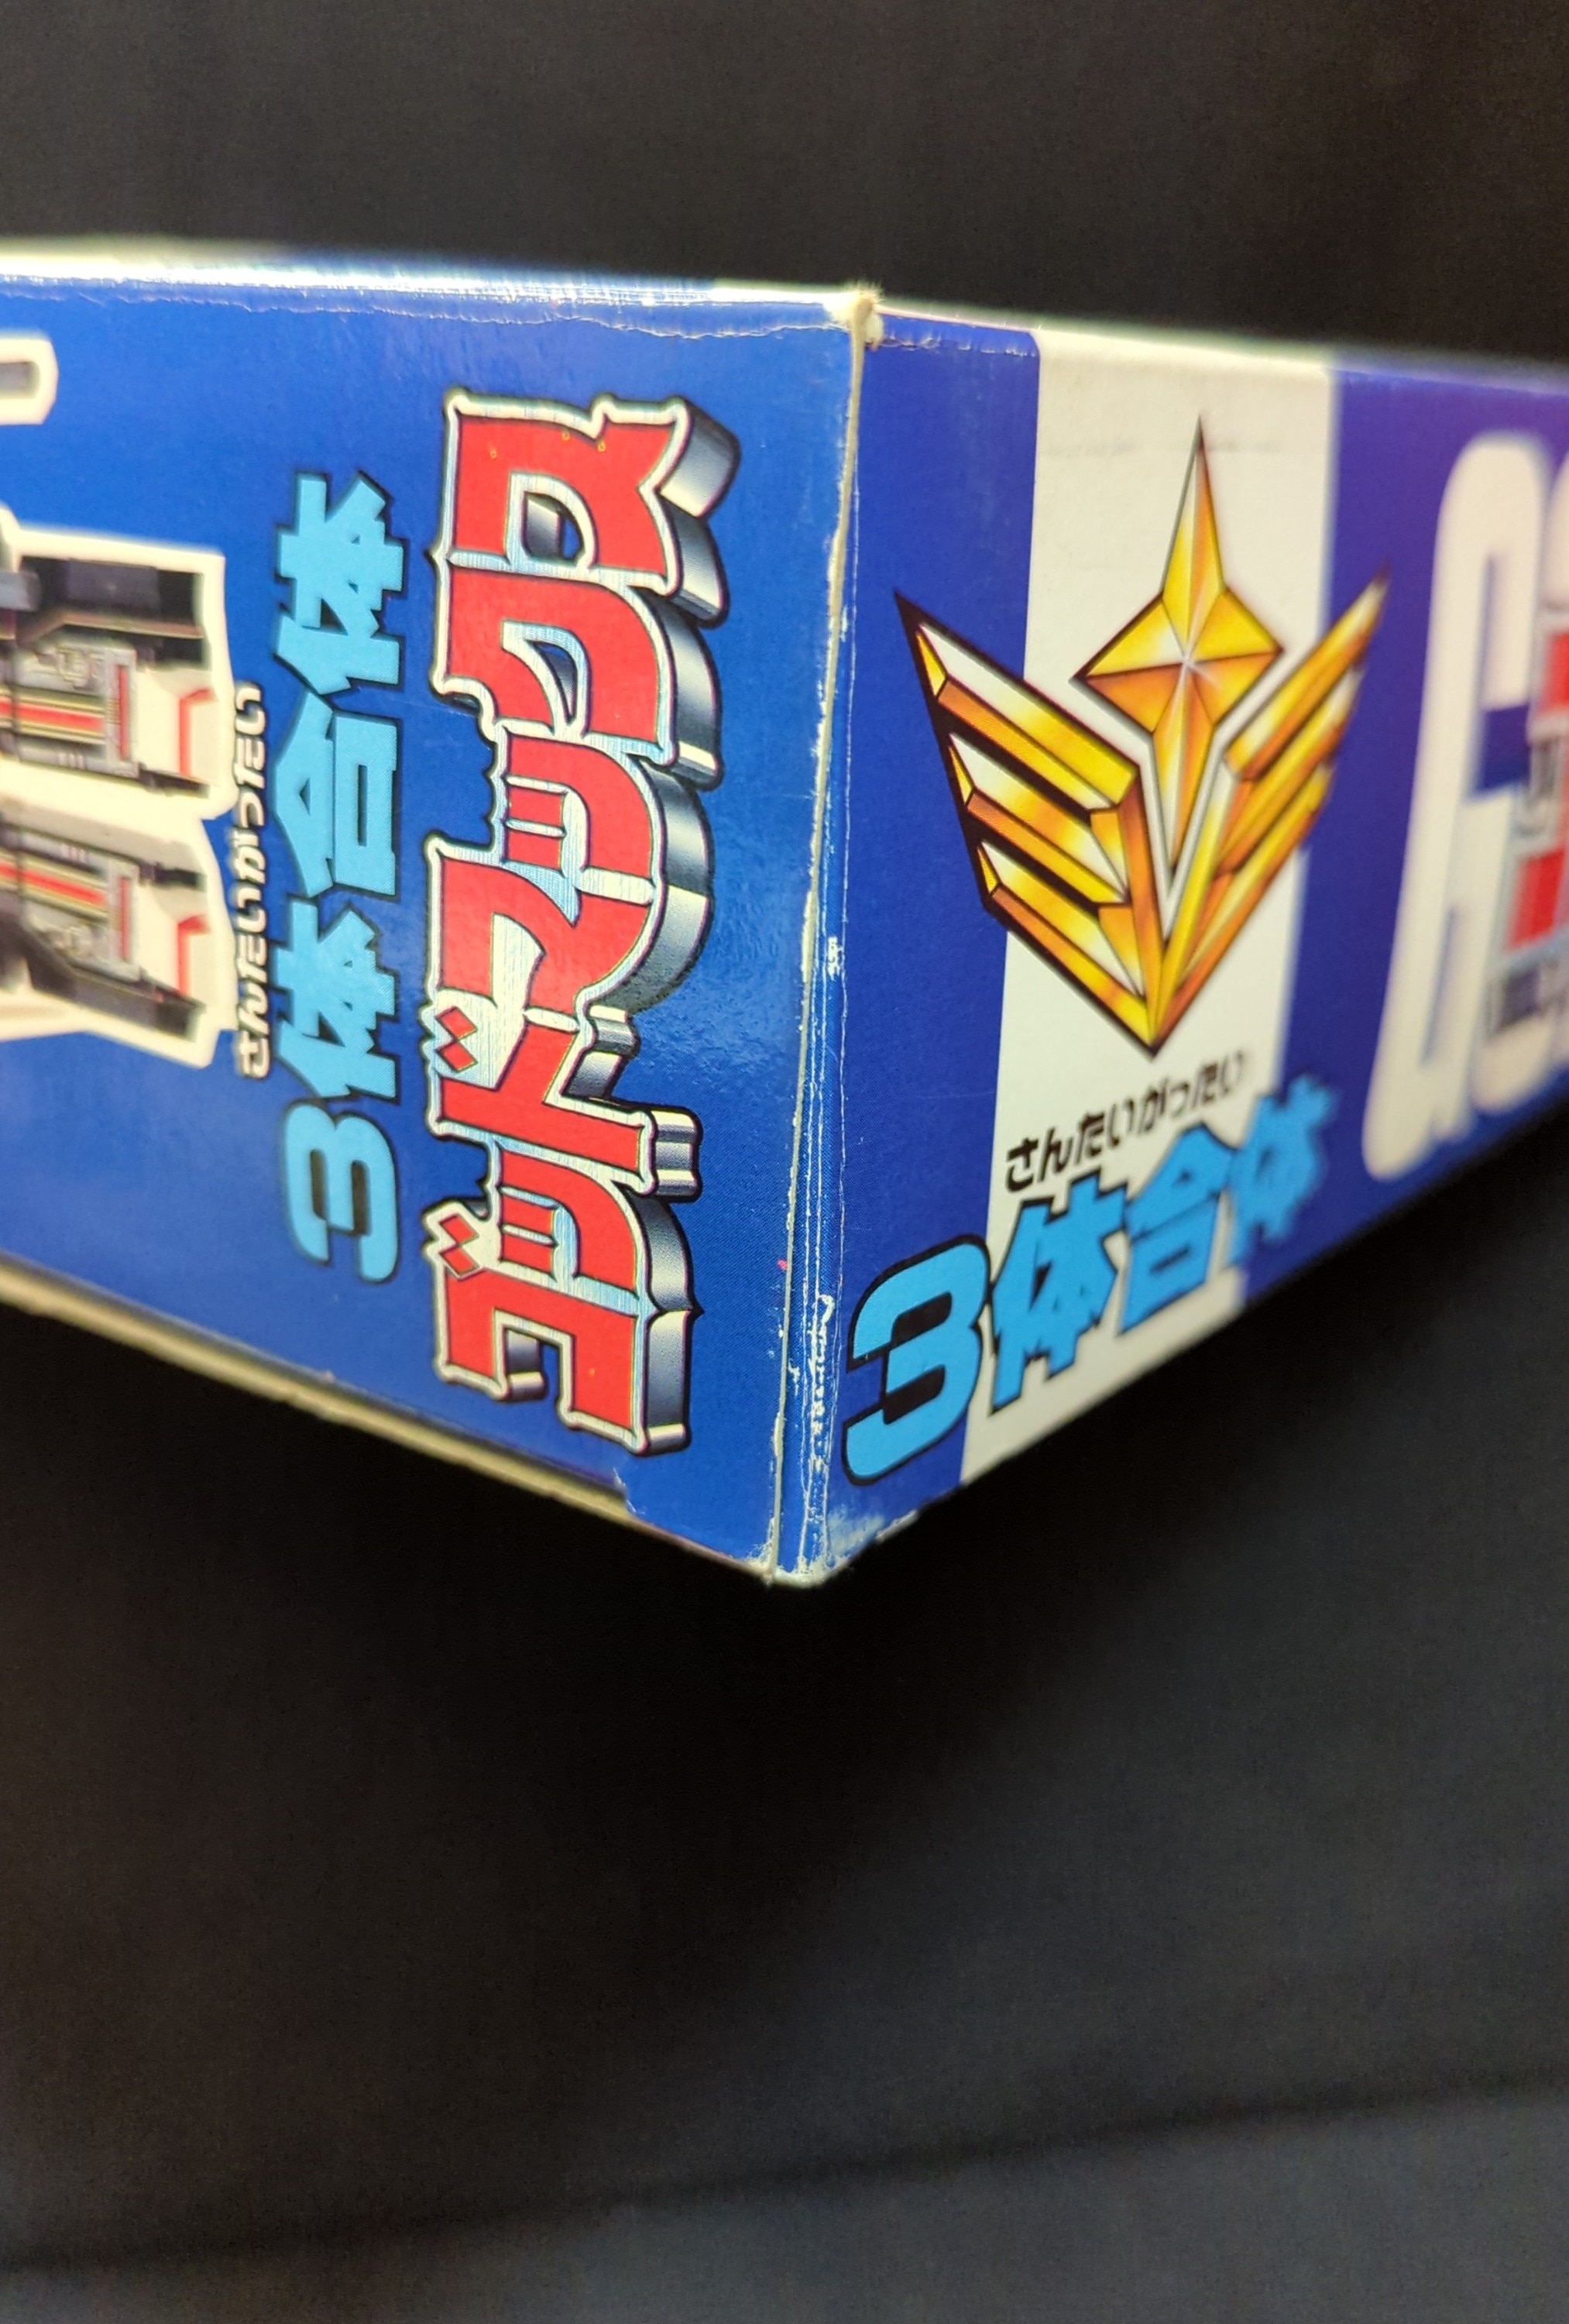 さんたいがったい
3体合体
ゴッドマックス
さんたいがったい
3体合体